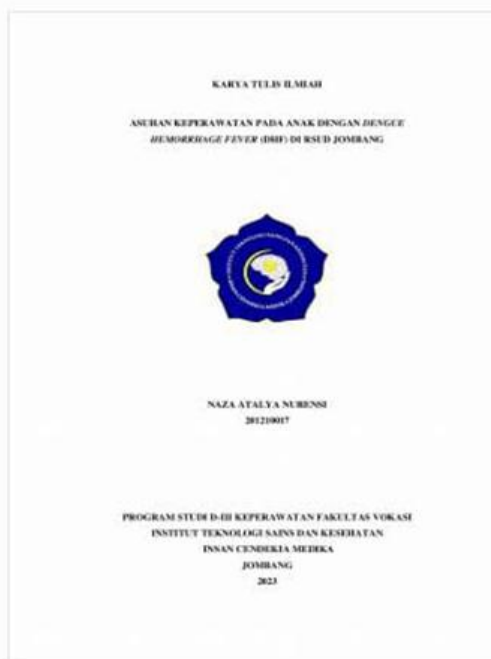 KARYA TULIS ILMIAH
ASUHAN KEPERAWATAN PADA ANAK DENGAN DENGUE
HEMORRHAGE FEVER (DHF) DI RSUD JOMBANG
NAZA ATALYA NURENSI
201210017
PROGRAM STUDI D-III KEPERAWATAN FAKULTAS VOKASI
INSTITUT TEKNOLOGI SAINS DAN KESEHATAN
INSAN CENDEKIA MEDIKA
JOMBANG
2023